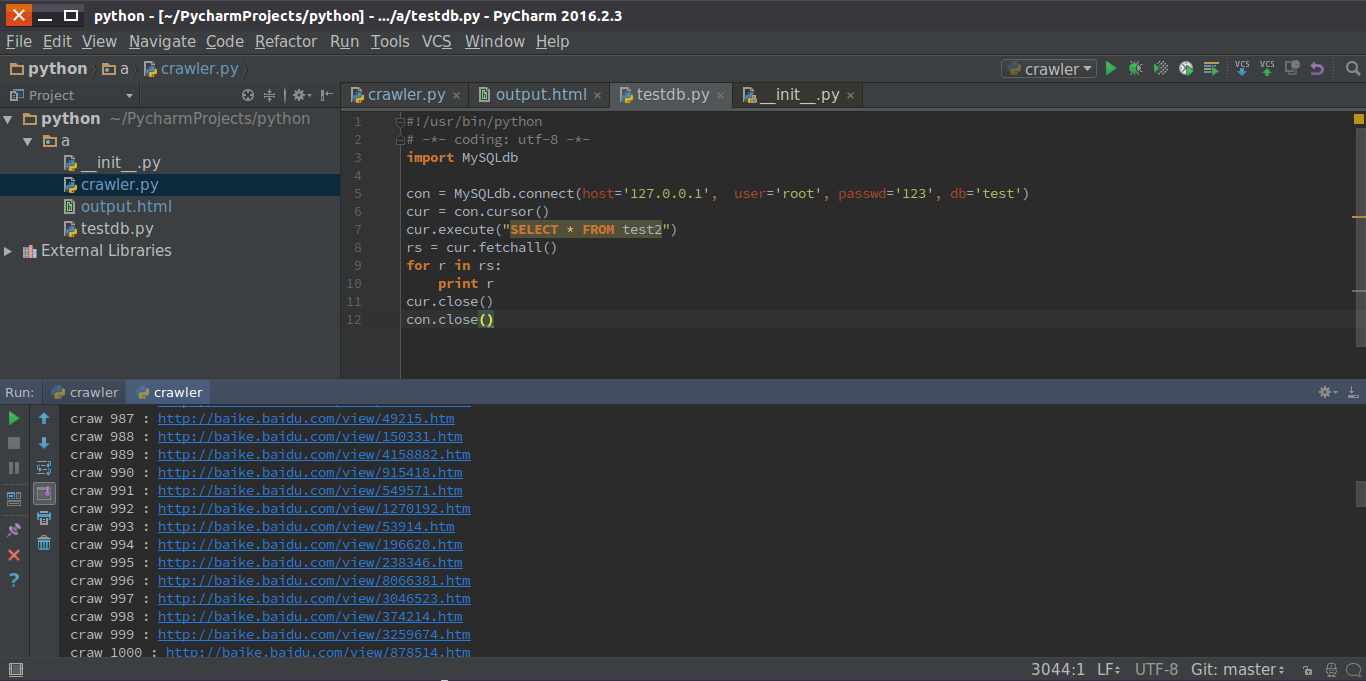 python - [~/PycharmProjects/python] - .../a/testdb.py - PyCharm 2016.2.3
File Edit View Navigate Code Refactor Run Tools VCS Window Help
python a crawler.py crawler VCS VCS
Project crawler.py × output.html × testdb.py × __init__.py ×
python ~/PycharmProjects/python
a
__init__.py
crawler.py
output.html
testdb.py
External Libraries
1 #!/usr/bin/python
2 # -*- coding: utf-8 -*-
3 import MySQLdb
4
5 con = MySQLdb.connect(host='127.0.0.1',  user='root', passwd='123', db='test')
6 cur = con.cursor()
7 cur.execute("SELECT * FROM test2")
8 rs = cur.fetchall()
9 for r in rs:
10     print r
11 cur.close()
12 con.close()
Run: crawler crawler
craw 987 : http://baike.baidu.com/view/49215.htm
craw 988 : http://baike.baidu.com/view/150331.htm
craw 989 : http://baike.baidu.com/view/4158882.htm
craw 990 : http://baike.baidu.com/view/915418.htm
craw 991 : http://baike.baidu.com/view/549571.htm
craw 992 : http://baike.baidu.com/view/1270192.htm
craw 993 : http://baike.baidu.com/view/53914.htm
craw 994 : http://baike.baidu.com/view/196620.htm
craw 995 : http://baike.baidu.com/view/238346.htm
craw 996 : http://baike.baidu.com/view/8066381.htm
craw 997 : http://baike.baidu.com/view/3046523.htm
craw 998 : http://baike.baidu.com/view/374214.htm
craw 999 : http://baike.baidu.com/view/3259674.htm
craw 1000 : http://baike.baidu.com/view/878514.htm
3044:1 LF UTF-8 Git: master